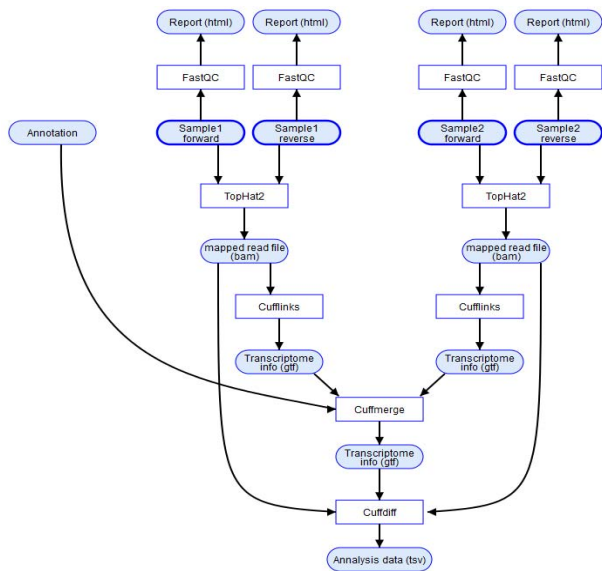 Report (html)
Report (html)
Report (html)
Report (html)
FastQC
FastQC
FastQC
FastQC
Annotation
Sample1
forward
Sample1
reverse
Sample2
forward
Sample2
reverse
TopHat2
TopHat2
mapped read file
(bam)
mapped read file
(bam)
Cufflinks
Cufflinks
Transcriptome
info (gtf)
Transcriptome
info (gtf)
Cuffmerge
Transcriptome
info (gtf)
Cuffdiff
Annalysis data (tsv)